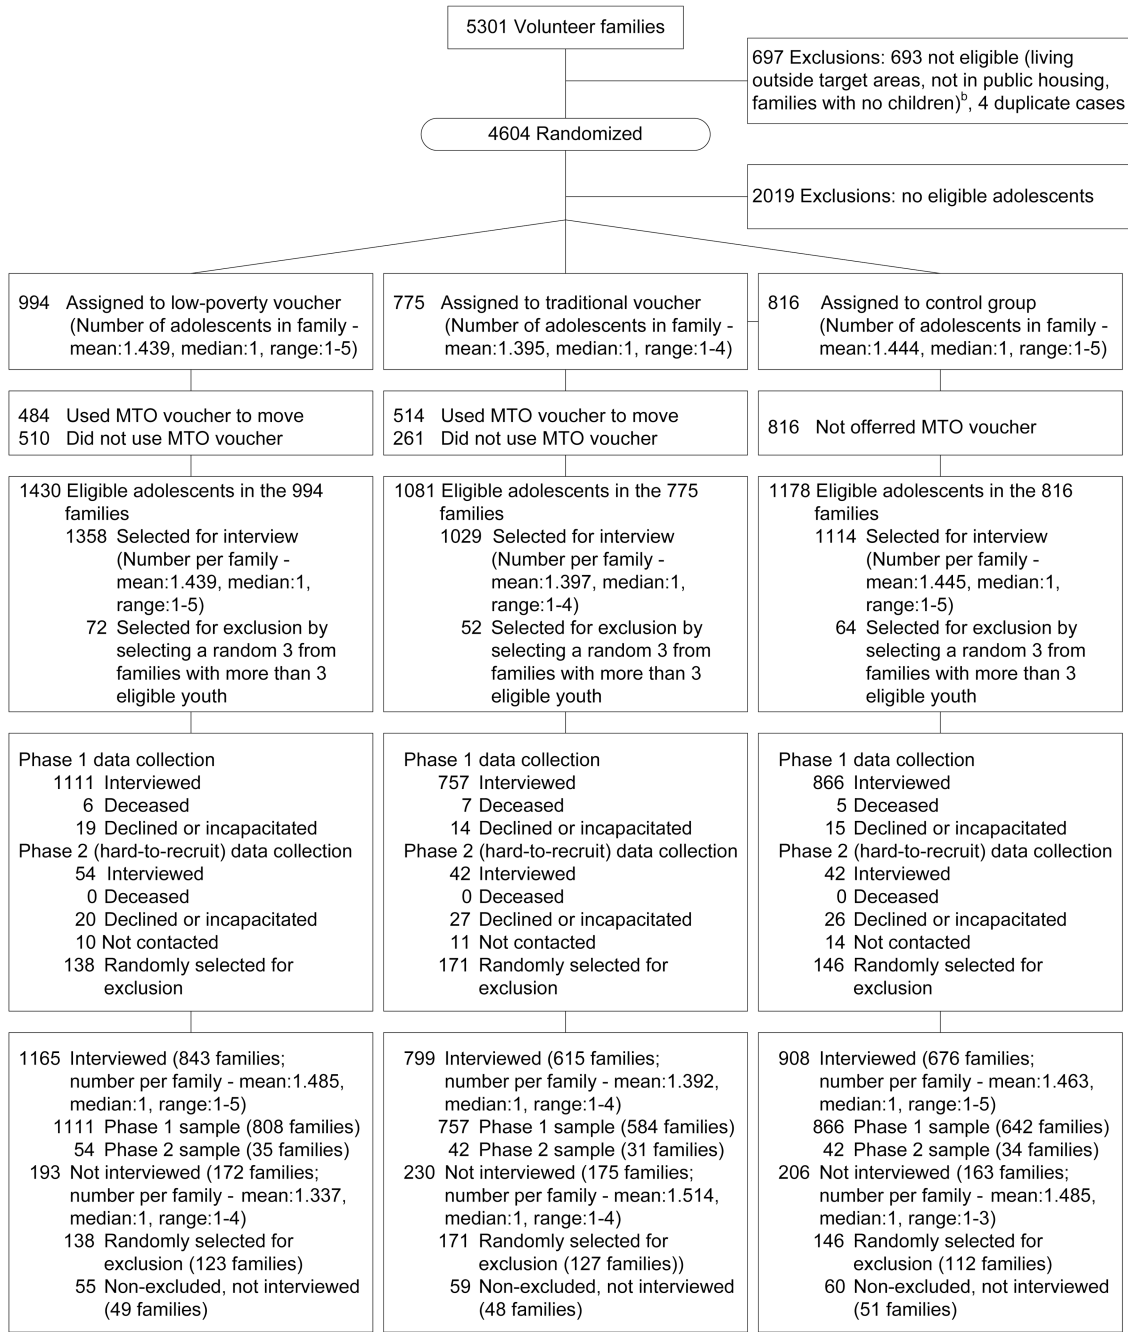 5301 Volunteer families
697 Exclusions: 693 not eligible (living
outside target areas, not in public housing,
families with no children)b, 4 duplicate cases
4604 Randomized
2019 Exclusions: no eligible adolescents
994 Assigned to low-poverty voucher
(Number of adolescents in family -
mean:1.439, median:1, range:1-5)
775 Assigned to traditional voucher
(Number of adolescents in family -
mean:1.395, median:1, range:1-4)
816 Assigned to control group
(Number of adolescents in family -
mean:1.444, median:1, range:1-5)
484 Used MTO voucher to move
510 Did not use MTO voucher
514 Used MTO voucher to move
261 Did not use MTO voucher
816 Not offerred MTO voucher
1430 Eligible adolescents in the 994
families
1358 Selected for interview
(Number per family -
mean:1.439, median:1,
range:1-5)
72 Selected for exclusion by
selecting a random 3 from
families with more than 3
eligible youth
1081 Eligible adolescents in the 775
families
1029 Selected for interview
(Number per family -
mean:1.397, median:1,
range:1-4)
52 Selected for exclusion by
selecting a random 3 from
families with more than 3
eligible youth
1178 Eligible adolescents in the 816
families
1114 Selected for interview
(Number per family -
mean:1.445, median:1,
range:1-5)
64 Selected for exclusion by
selecting a random 3 from
families with more than 3
eligible youth
Phase 1 data collection
1111 Interviewed
6 Deceased
19 Declined or incapacitated
Phase 2 (hard-to-recruit) data collection
54 Interviewed
0 Deceased
20 Declined or incapacitated
10 Not contacted
138 Randomly selected for
exclusion
Phase 1 data collection
757 Interviewed
7 Deceased
14 Declined or incapacitated
Phase 2 (hard-to-recruit) data collection
42 Interviewed
0 Deceased
27 Declined or incapacitated
11 Not contacted
171 Randomly selected for
exclusion
Phase 1 data collection
866 Interviewed
5 Deceased
15 Declined or incapacitated
Phase 2 (hard-to-recruit) data collection
42 Interviewed
0 Deceased
26 Declined or incapacitated
14 Not contacted
146 Randomly selected for
exclusion
1165 Interviewed (843 families;
number per family - mean:1.485,
median:1, range:1-5)
1111 Phase 1 sample (808 families)
54 Phase 2 sample (35 families)
193 Not interviewed (172 families;
number per family - mean:1.337,
median:1, range:1-4)
138 Randomly selected for
exclusion (123 families)
55 Non-excluded, not interviewed
(49 families)
799 Interviewed (615 families;
number per family - mean:1.392,
median:1, range:1-4)
757 Phase 1 sample (584 families)
42 Phase 2 sample (31 families)
230 Not interviewed (175 families;
number per family - mean:1.514,
median:1, range:1-4)
171 Randomly selected for
exclusion (127 families))
59 Non-excluded, not interviewed
(48 families)
908 Interviewed (676 families;
number per family - mean:1.463,
median:1, range:1-5)
866 Phase 1 sample (642 families)
42 Phase 2 sample (34 families)
206 Not interviewed (163 families;
number per family - mean:1.485,
median:1, range:1-3)
146 Randomly selected for
exclusion (112 families)
60 Non-excluded, not interviewed
(51 families)